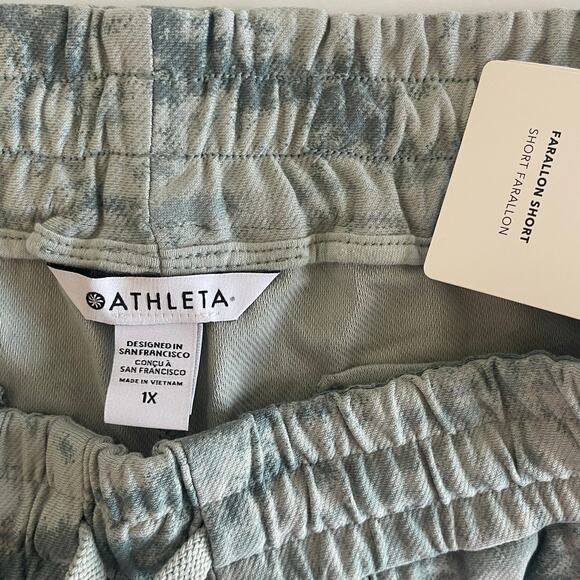 ATHLETA
DESIGNED IN
SAN FRANCISCO
CONÇU À
SAN FRANCISCO
MADE IN VIETNAM
1X
FARALLON SHORT
SHORT FARALLON